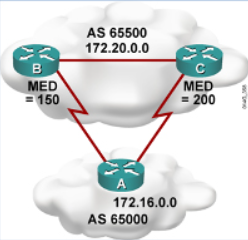 AS 65500
172.20.0.0
B
C
MED
= 150
MED
= 200
A
172.16.0.0
AS 65000